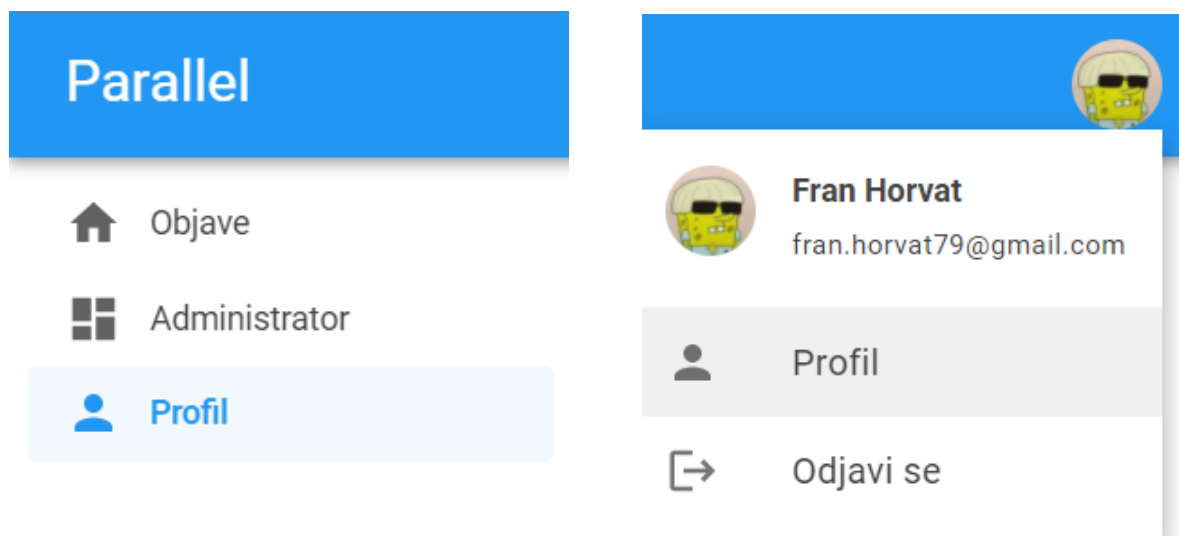 Parallel
Objave
Administrator
Profil
Fran Horvat
fran.horvat79@gmail.com
Profil
Odjavi se